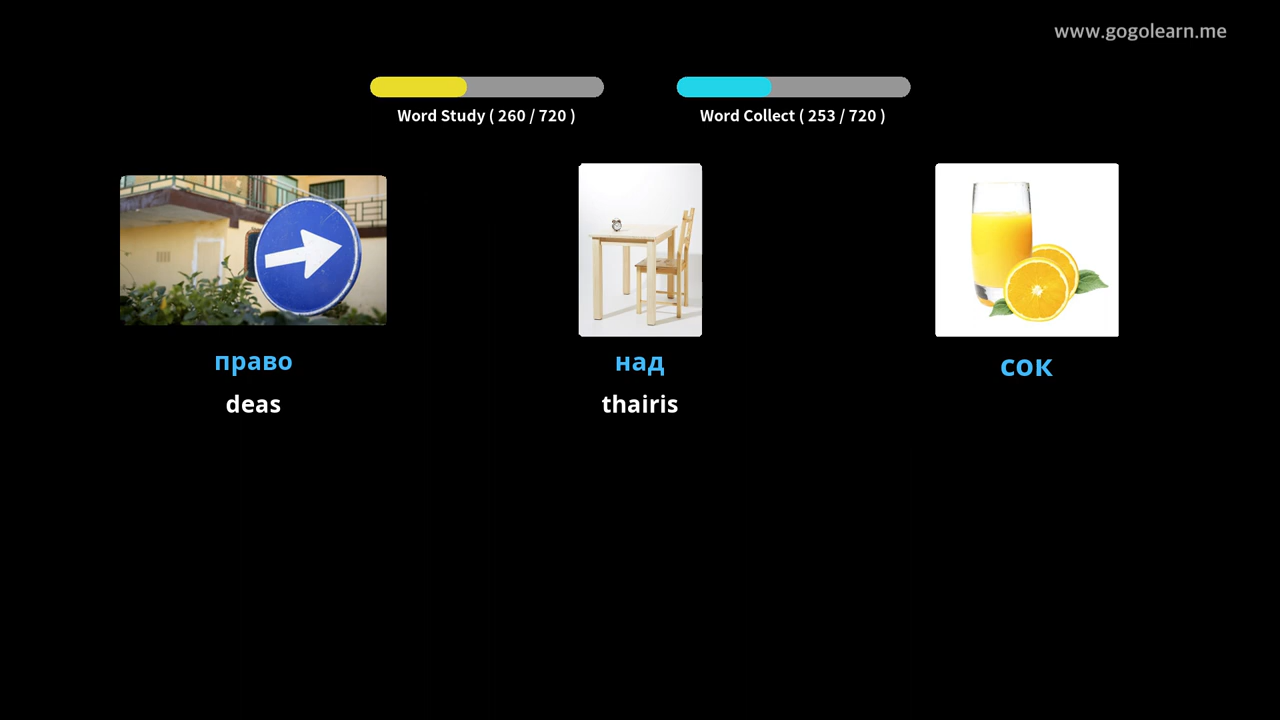 www.gogolearn.me
Word Study ( 260 / 720 )
Word Collect ( 253 / 720 )
право
deas
над
thairis
сок